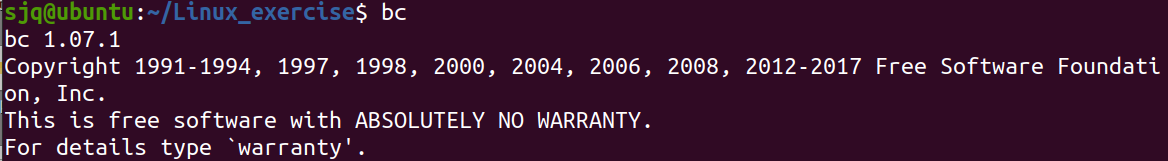 sjq@ubuntu:~/Linux_exercise$ bc
bc 1.07.1
Copyright 1991-1994, 1997, 1998, 2000, 2004, 2006, 2008, 2012-2017 Free Software Foundati
on, Inc.
This is free software with ABSOLUTELY NO WARRANTY.
For details type `warranty'.